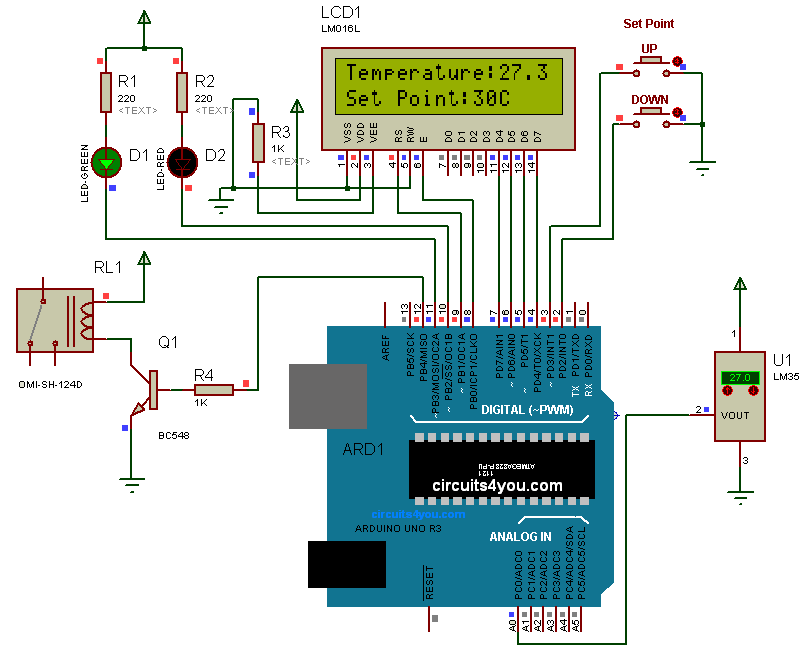 LCD1
LM016L
Temperature:27.3
Set Point:30C
VSS
VDD
VEE
RS
RW
E
D0
D1
D2
D3
D4
D5
D6
D7
1
2
3
4
5
6
7
8
9
10
11
12
13
14
Set Point
UP
DOWN
R1
220
<TEXT>
R2
220
<TEXT>
R3
1K
<TEXT>
D1
LED-GREEN
D2
LED-RED
RL1
OMI-SH-124D
Q1
BC548
R4
1K
U1
LM35
27.0
VOUT
1
2
3
13
12
11
10
9
8
7
6
5
4
3
2
1
0
AREF
PB5/SCK
PB4/MISO
~PB3/MOSI/OC2A
~PB2/SS/OC1B
~PB1/OC1A
PB0/ICP1/CLKO
PD7/AIN1
~PD6/AIN0
~PD5/T1
PD4/T0/XCK
~PD3/INT1
PD2/INT0
TX PD1/TXD
RX PD0/RXD
DIGITAL (~PWM)
ARD1
ATMEGA328P-PU
1121
circuits4you.com
circuits4you.com
ARDUINO UNO R3
ANALOG IN
RESET
PC0/ADC0
PC1/ADC1
PC2/ADC2
PC3/ADC3
PC4/ADC4/SDA
PC5/ADC5/SCL
A0
A1
A2
A3
A4
A5